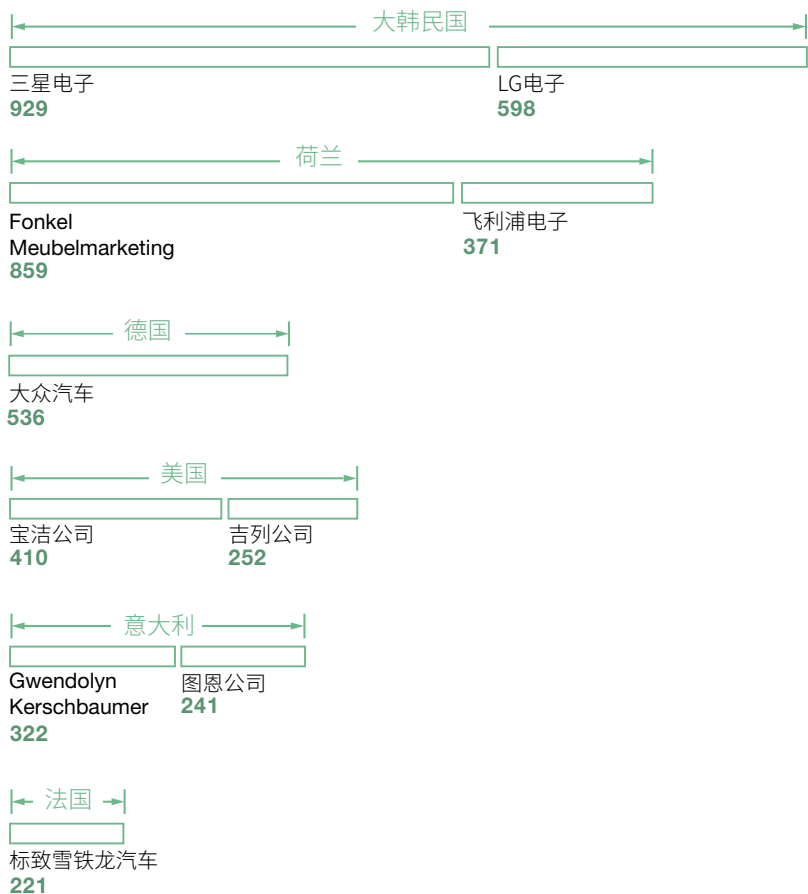 大韩民国
三星电子
929
LG电子
598
荷兰
Fonkel
Meubelmarketing
859
飞利浦电子
371
德国
大众汽车
536
美国
宝洁公司
410
吉列公司
252
意大利
Gwendolyn
Kerschbaumer
322
图恩公司
241
法国
标致雪铁龙汽车
221